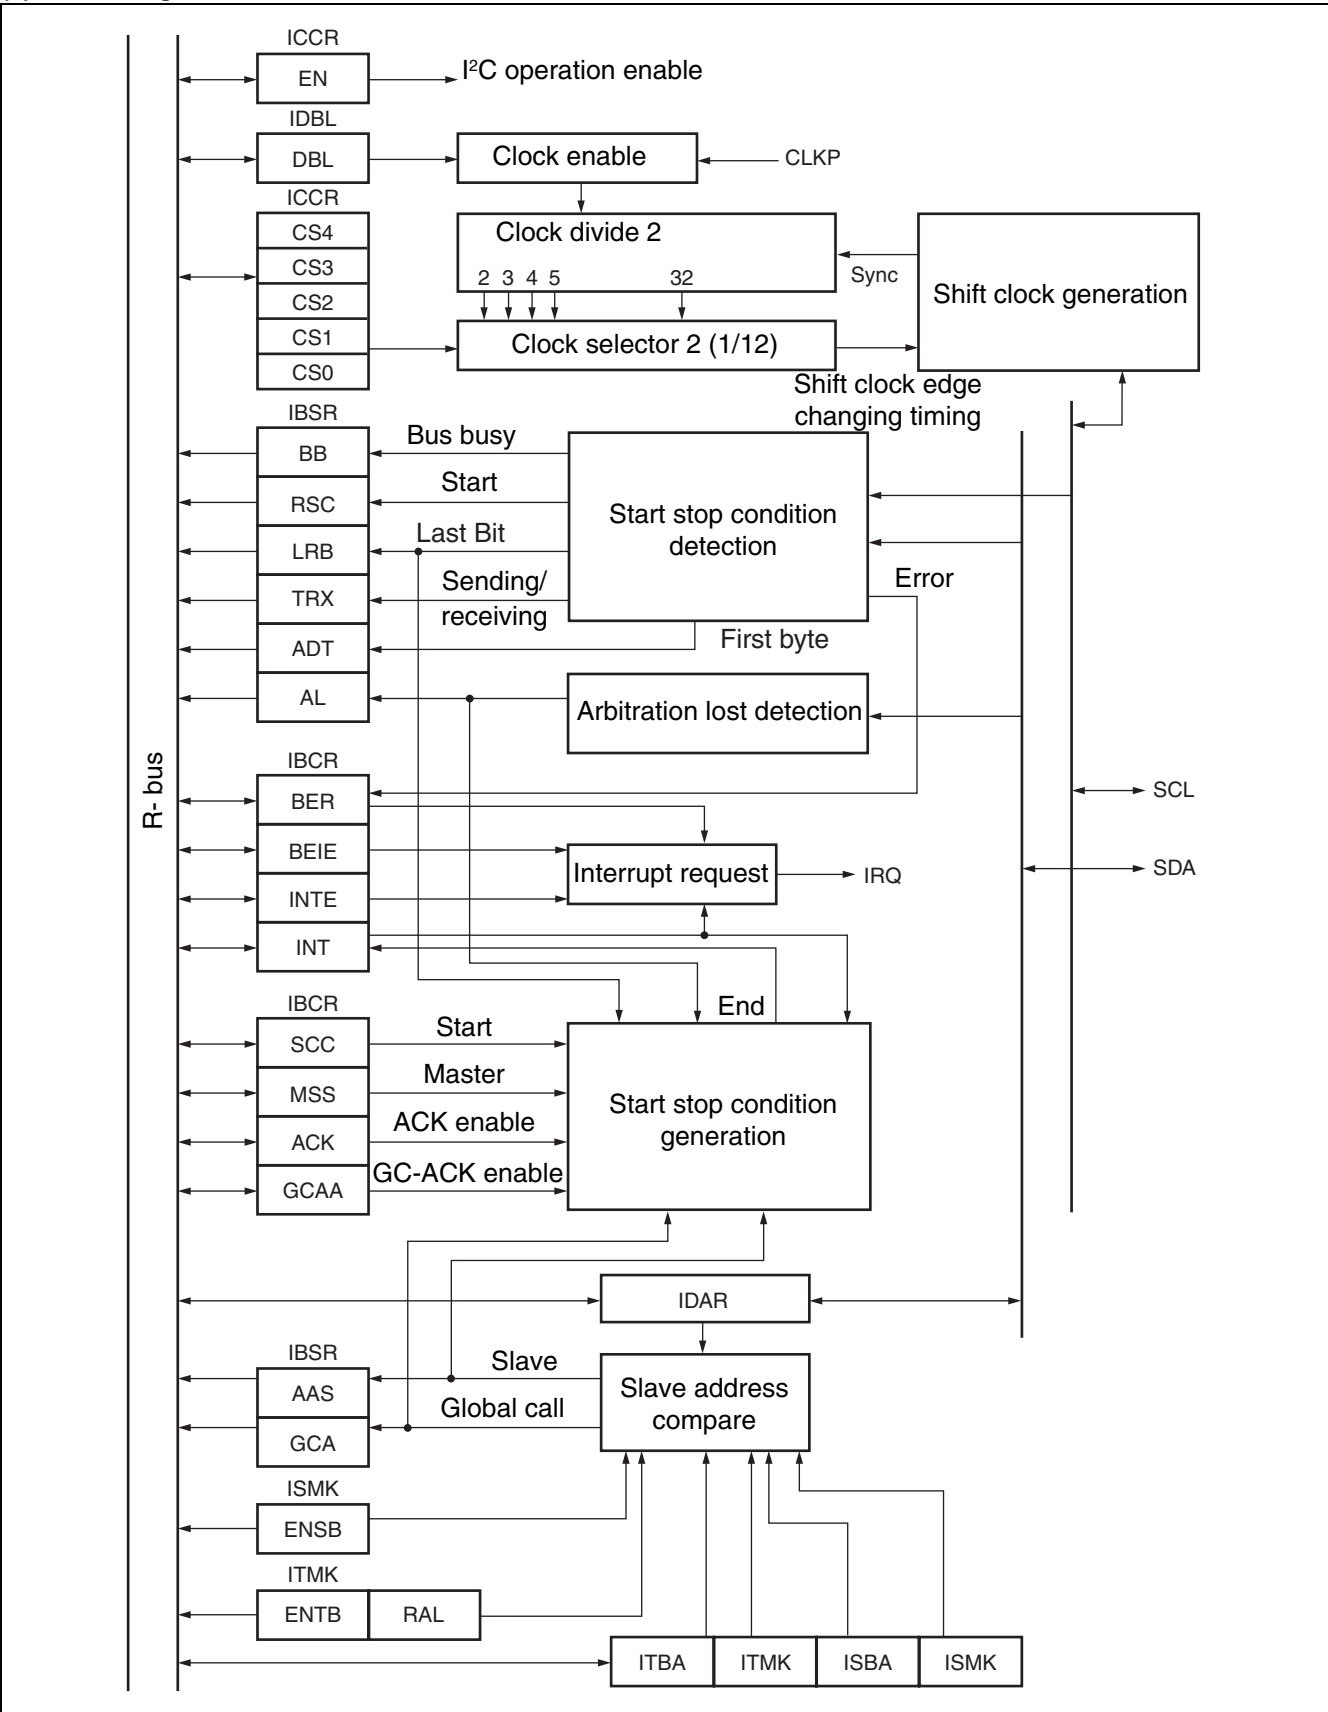 ICCR
EN
I²C operation enable
IDBL
DBL
Clock enable
CLKP
ICCR
CS4
CS3
CS2
CS1
CS0
Clock divide 2
2 3 4 5 32
Sync
Shift clock generation
Clock selector 2 (1/12)
Shift clock edge
changing timing
IBSR
BB
RSC
LRB
TRX
ADT
AL
Bus busy
Start
Last Bit
Sending/
receiving
Start stop condition
detection
Error
First byte
Arbitration lost detection
R- bus
IBCR
BER
BEIE
INTE
INT
Interrupt request
IRQ
SCL
SDA
End
IBCR
SCC
MSS
ACK
GCAA
Start
Master
ACK enable
GC-ACK enable
Start stop condition
generation
IDAR
IBSR
AAS
GCA
Slave
Global call
Slave address
compare
ISMK
ENSB
ITMK
ENTB
RAL
ITBA
ITMK
ISBA
ISMK